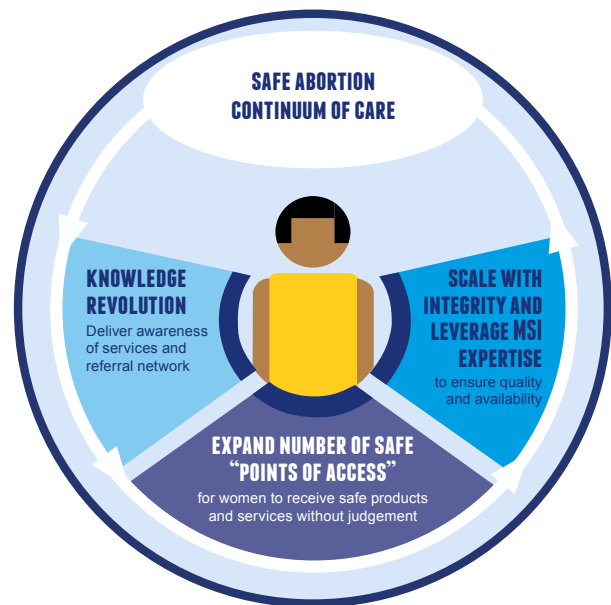 SAFE ABORTION
CONTINUUM OF CARE
KNOWLEDGE
REVOLUTION
Deliver awareness
of services and
referral network
SCALE WITH
INTEGRITY AND
LEVERAGE MSI
EXPERTISE
to ensure quality
and availability
EXPAND NUMBER OF SAFE
“POINTS OF ACCESS”
for women to receive safe products
and services without judgement